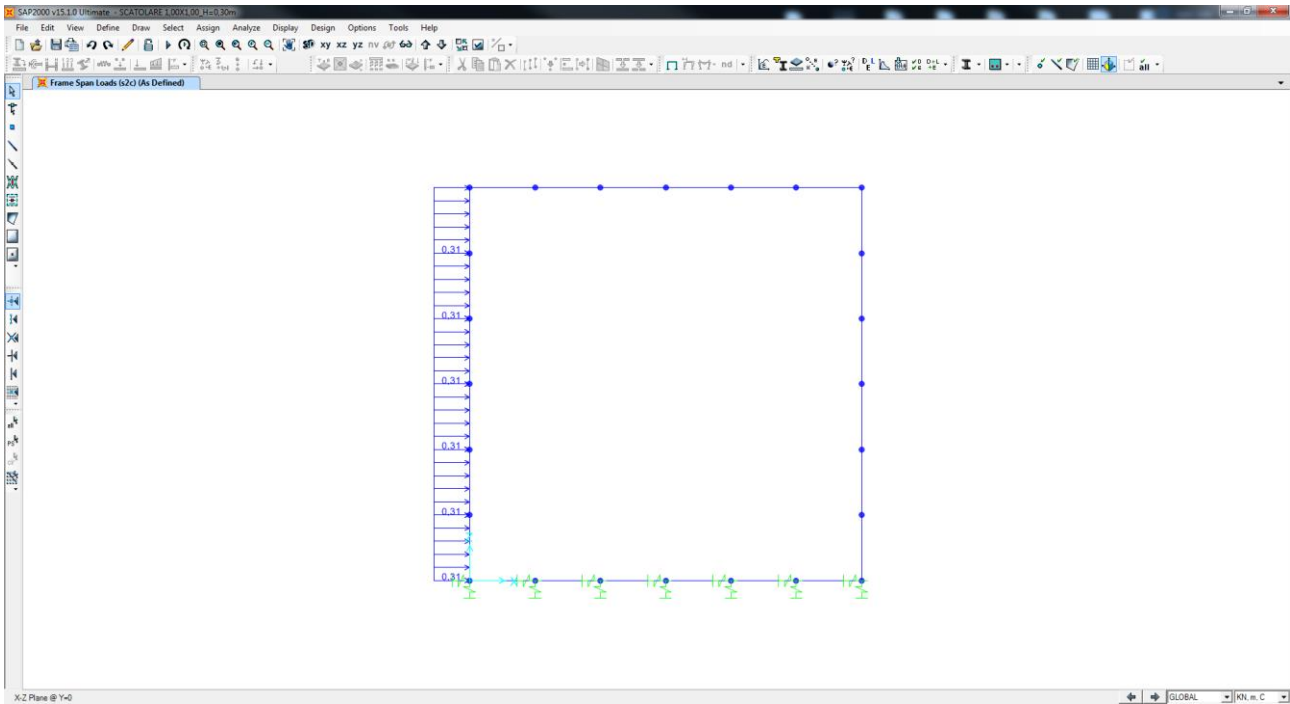 SAP2000 v15.1.0 Ultimate - SCATOLARE 1,00X1,00_H=0,30m
File Edit View Define Draw Select Assign Analyze Display Design Options Tools Help
xy xz yz nv
nd
Frame Span Loads (s2c) (As Defined)
0,31
0,31
0,31
0,31
0,31
0,31
X-Z Plane @ Y=0
GLOBAL
KN, m, C